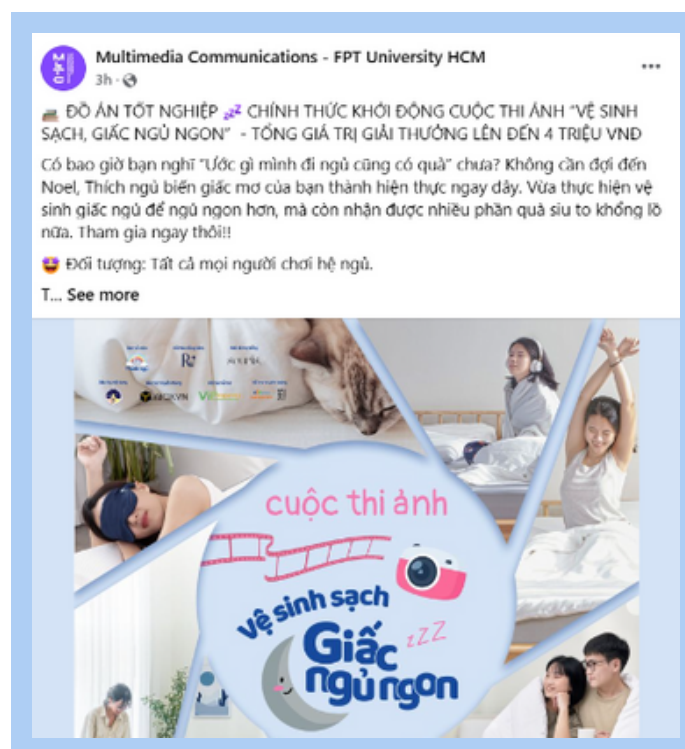 Multimedia Communications - FPT University HCM
3h
ĐỒ ÁN TỐT NGHIỆP 💤 CHÍNH THỨC KHỞI ĐỘNG CUỘC THI ẢNH “VỆ SINH
SẠCH, GIẤC NGỦ NGON” - TỔNG GIÁ TRỊ GIẢI THƯỞNG LÊN ĐẾN 4 TRIỆU VNĐ
Có bao giờ bạn nghĩ “Ước gì mình đi ngủ cũng có quà” chưa? Không cần đợi đến
Noel, Thích ngủ biến giấc mơ của bạn thành hiện thực ngay đây. Vừa thực hiện vệ
sinh giấc ngủ để ngủ ngon hơn, mà còn nhận được nhiều phần quà siu to khổng lồ
nữa. Tham gia ngay thôi!!
🤩 Đối tượng: Tất cả mọi người chơi hệ ngủ.
T... See more
cuộc thi ảnh
vệ sinh sạch
Giấc zZZ
ngủ ngon